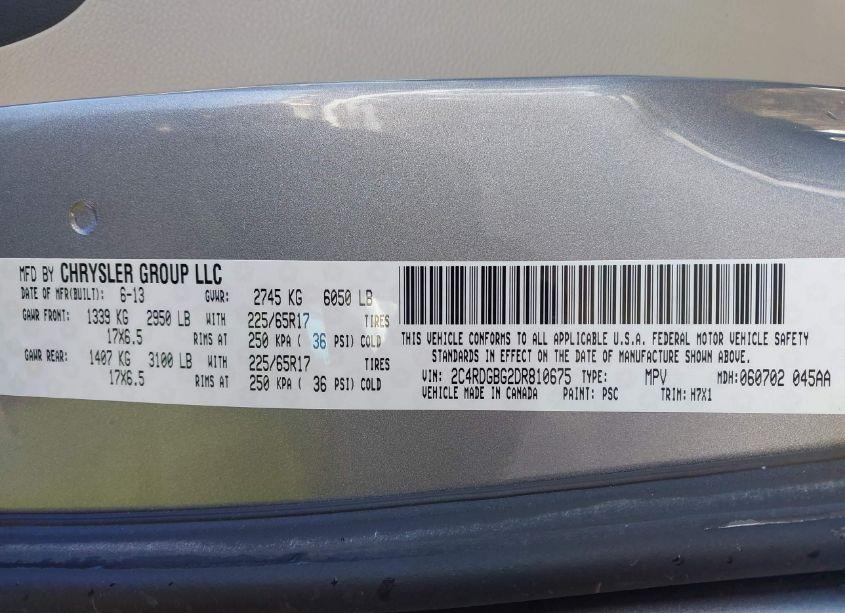 MFD BY CHRYSLER GROUP LLC
DATE OF MFR(BUILT): 6-13 GVWR: 2745 KG 6050 LB
GAWR FRONT: 1339 KG 2950 LB WITH 225/65R17 TIRES
17X6.5 RIMS AT 250 KPA ( 36 PSI) COLD
GAWR REAR: 1407 KG 3100 LB WITH 225/65R17 TIRES
17X6.5 RIMS AT 250 KPA ( 36 PSI) COLD
THIS VEHICLE CONFORMS TO ALL APPLICABLE U.S.A. FEDERAL MOTOR VEHICLE SAFETY
STANDARDS IN EFFECT ON THE DATE OF MANUFACTURE SHOWN ABOVE.
VIN: 2C4RDGBG2DR810675 TYPE: MPV MDH:060702 045AA
VEHICLE MADE IN CANADA PAINT: PSC TRIM: H7X1